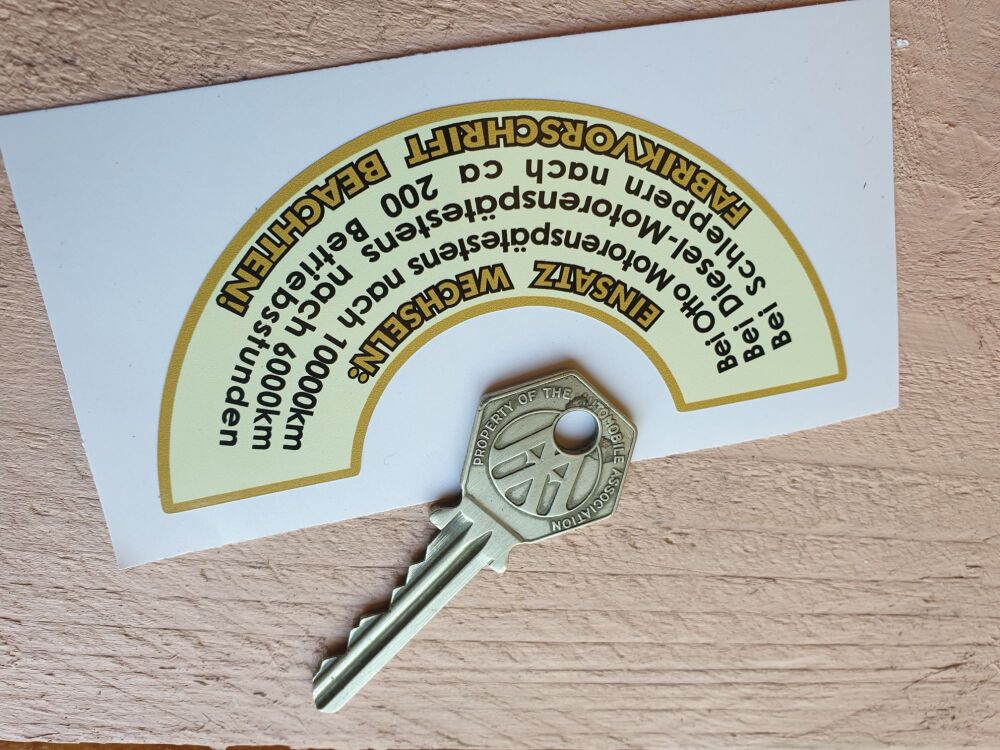 EINSATZ WECHSELN:
Bei Otto Motorenspätestens nach 10000km
Bei Diesel-Motorenspätestens nach 6000km
Bei Schleppern nach ca 200 Betriebsstunden
FABRIKVORSCHRIFT BEACHTEN!
PROPERTY OF THE AUTOMOBILE ASSOCIATION
AA